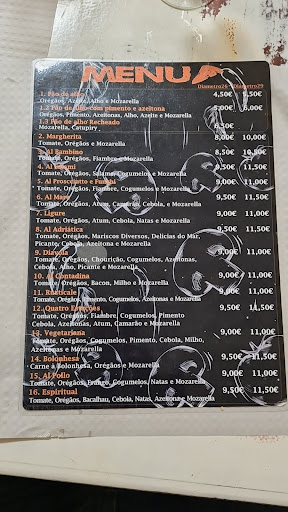 MENU
Diametro24 Diametro29
1. Pão de alho 4,50€ 5,50€
Orégãos, Azeite, Alho e Mozarella
1.2 Pão de alho com pimento e azeitona 5,00€ 6,00€
Orégãos, Pimento, Azeitonas, Alho, Azeite e Mozarella
1.3 Pão de alho Recheado 6,50€
Mozarella, Catupiry
2. Margherita 8,00€ 10,00€
Tomate, Orégãos e Mozarella
3. Al Bambino 8,50€ 10,50€
Tomate, Orégãos, Fiambre e Mozarella
4. Al 9,50€ 11,50€
Tomate, Orégãos, Salame, Cogumelos e Mozarella
5. Al Proscioutto Funghi 9,00€ 11,00€
Tomate, Orégãos, Fiambre, Cogumelos e Mozarella
6. Al Mare 9,50€ 11,50€
Tomate, Orégãos, Atum, Camarão, Cebola, e Mozarella
7. Ligure 9,00€ 11,00€
Tomate, Orégãos, Atum, Cebola, Natas e Mozarella
8. Al Adriática 9,50€ 11,50€
Tomate, Orégãos, Mariscos Diversos, Delicias do Mar,
Picante, Cebola, Azeitona e Mozarella
9. Diavola 9,00€ 11,00€
Tomate, Orégãos, Chourição, Cogumelos, Azeitonas,
Cebola, Alho, Picante e Mozarella
10. Al Contadina 9,00€ 11,00€
Tomate, Orégãos, Bacon, Milho e Mozarella
11. Rusticale 9,00€ 11,00€
Tomate, Orégãos, Pimento, Cogumelos, Azeitonas e Mozarella
12. Quatro Estações 9,50€ 11,50€
Tomate, Orégãos, Fiambre, Cogumelos, Pimento
Cebola, Azeitonas, Atum, Camarão e Mozarella
13. Vegetariana 9,00€ 11,00€
Tomate, Orégãos, Cogumelos, Pimento, Cebola, Milho,
Azeitonas e Mozarella
14. Bolonhesa 9,50€ 11,50€
Carne à Bolonhesa, Orégãos e Mozarella
15. Al Pollo 9,00€ 11,00€
Tomate, Orégãos, Frango, Cogumelos, Natas e Mozarella
16. Espiritual 9,50€ 11,50€
Tomate, Orégãos, Bacalhau, Cebola, Natas, Azeitona e Mozarella